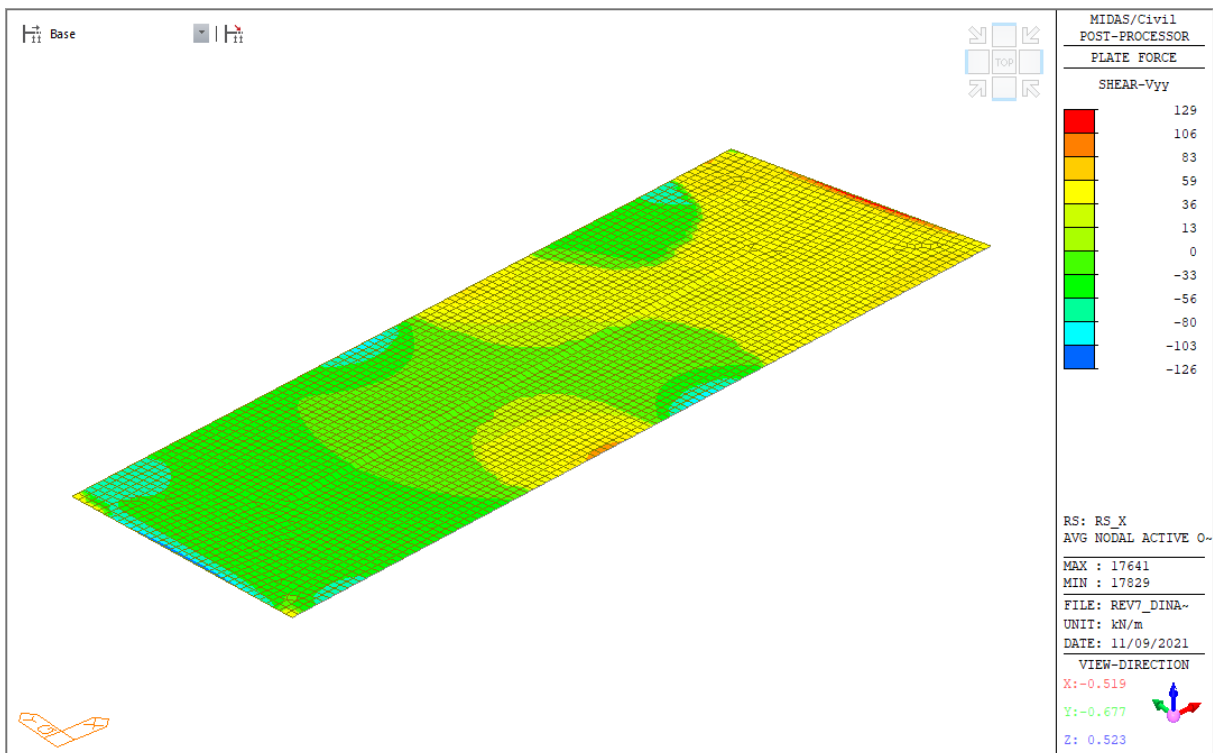 Base
TOP
MIDAS/Civil
POST-PROCESSOR
PLATE FORCE
SHEAR-Vyy
129
106
83
59
36
13
0
-33
-56
-80
-103
-126
RS: RS_X
AVG NODAL ACTIVE O~
MAX : 17641
MIN : 17829
FILE: REV7_DINA~
UNIT: kN/m
DATE: 11/09/2021
VIEW-DIRECTION
X:-0.519
Y:-0.677
Z: 0.523
Y G X